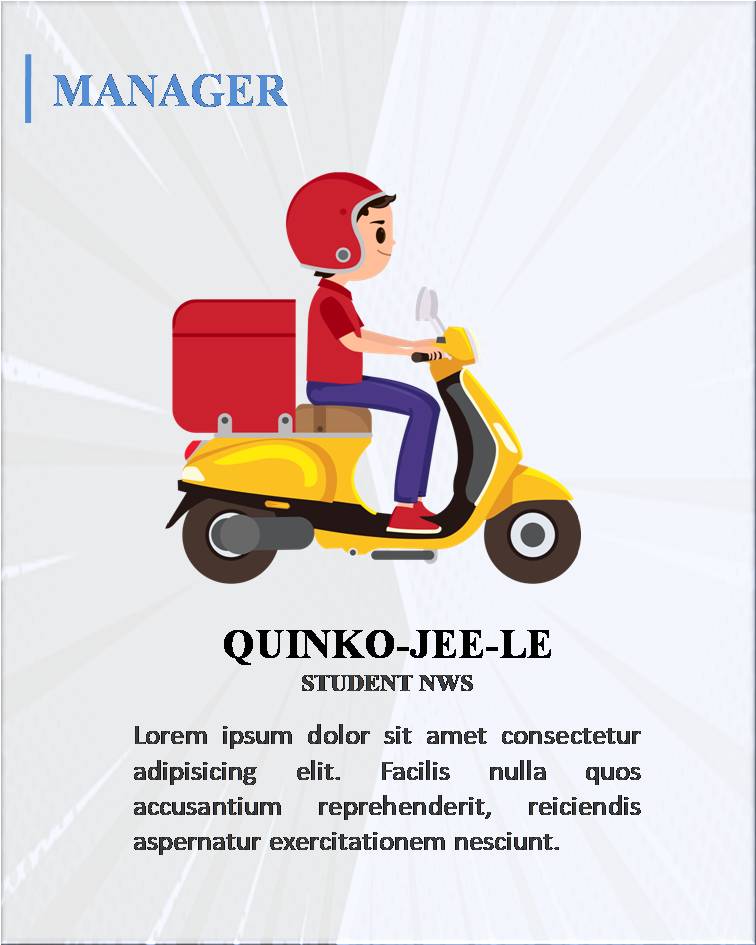 MANAGER
QUINKO-JEE-LE
STUDENT NWS
Lorem ipsum dolor sit amet consectetur
adipisicing elit. Facilis nulla quos
accusantium reprehenderit, reiciendis
aspernatur exercitationem nesciunt.